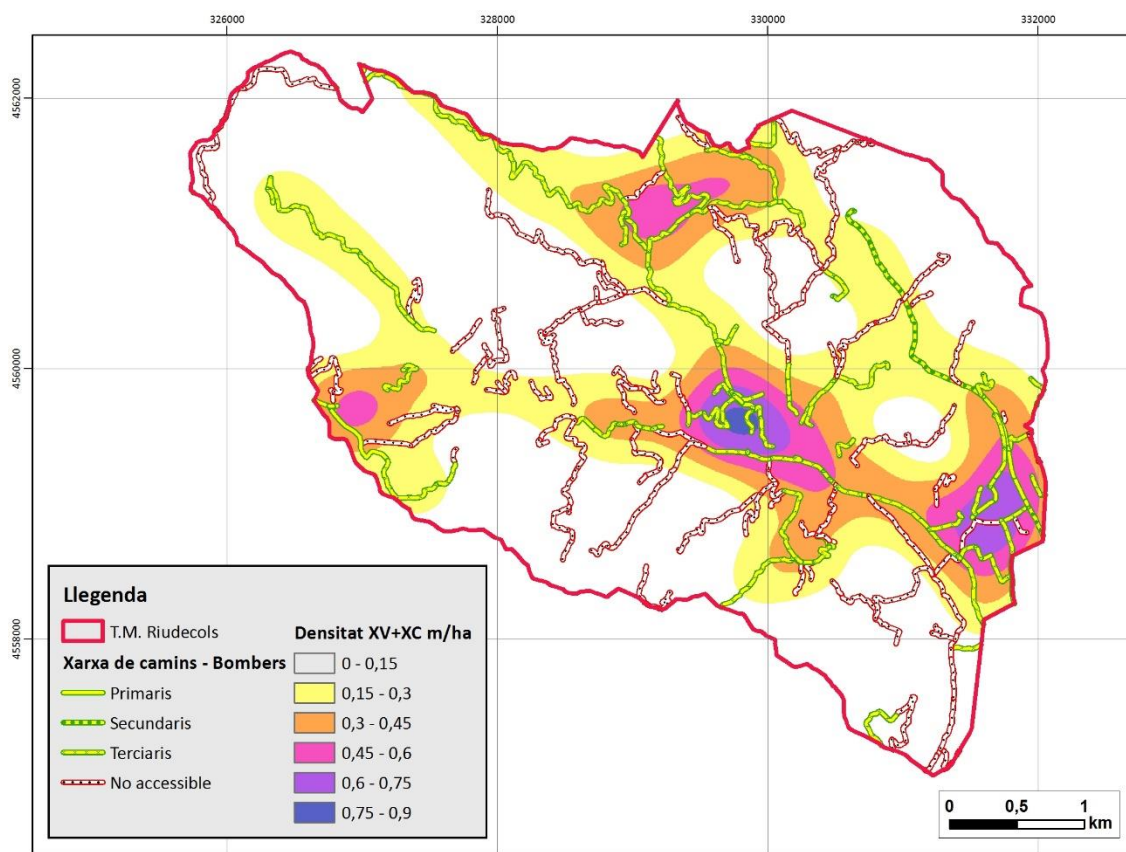 326000 328000 330000 332000
4562000
4560000
4558000
Llegenda
T.M. Riudecols
Xarxa de camins - Bombers
Primaris
Secundaris
Terciaris
No accessible
Densitat XV+XC m/ha
0 - 0,15
0,15 - 0,3
0,3 - 0,45
0,45 - 0,6
0,6 - 0,75
0,75 - 0,9
0 0,5 1
km